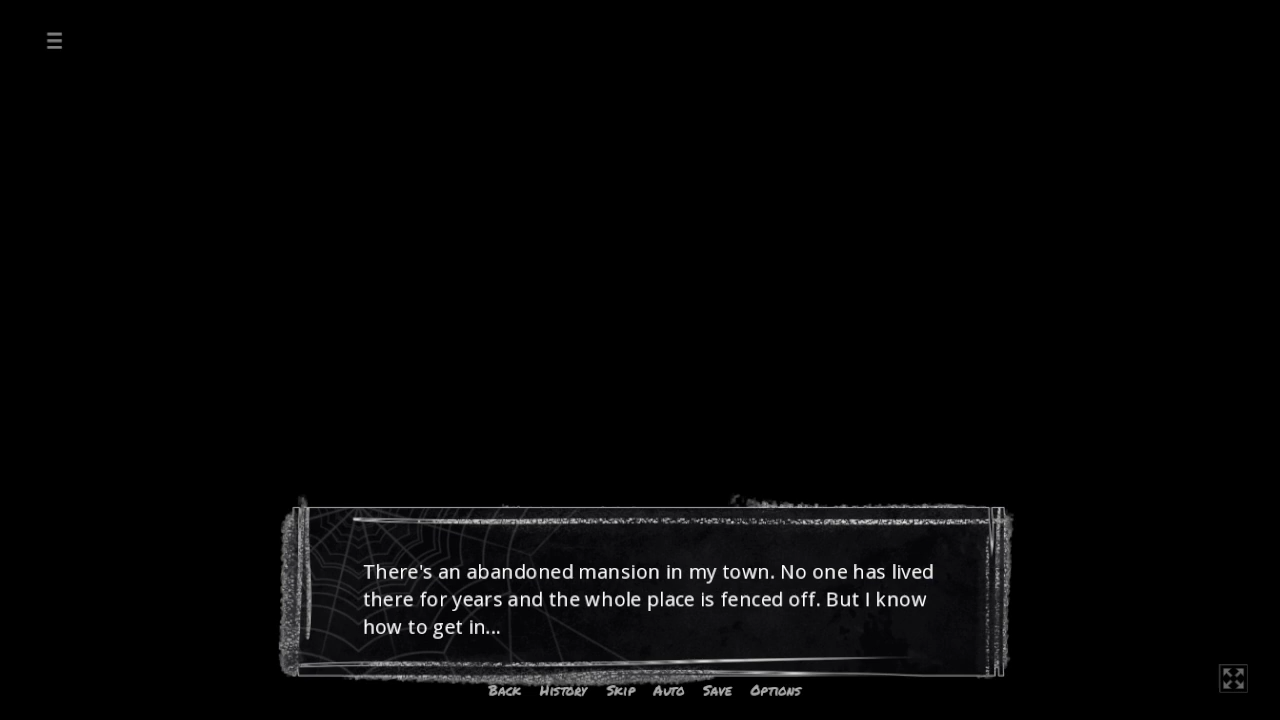 There's an abandoned mansion in my town. No one has lived
there for years and the whole place is fenced off. But I know
how to get in...
Back History Skip Auto Save Options